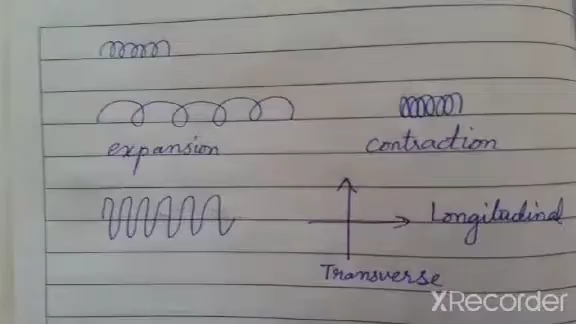 expansion
contraction
Longitudinal
Transverse
XRecorder